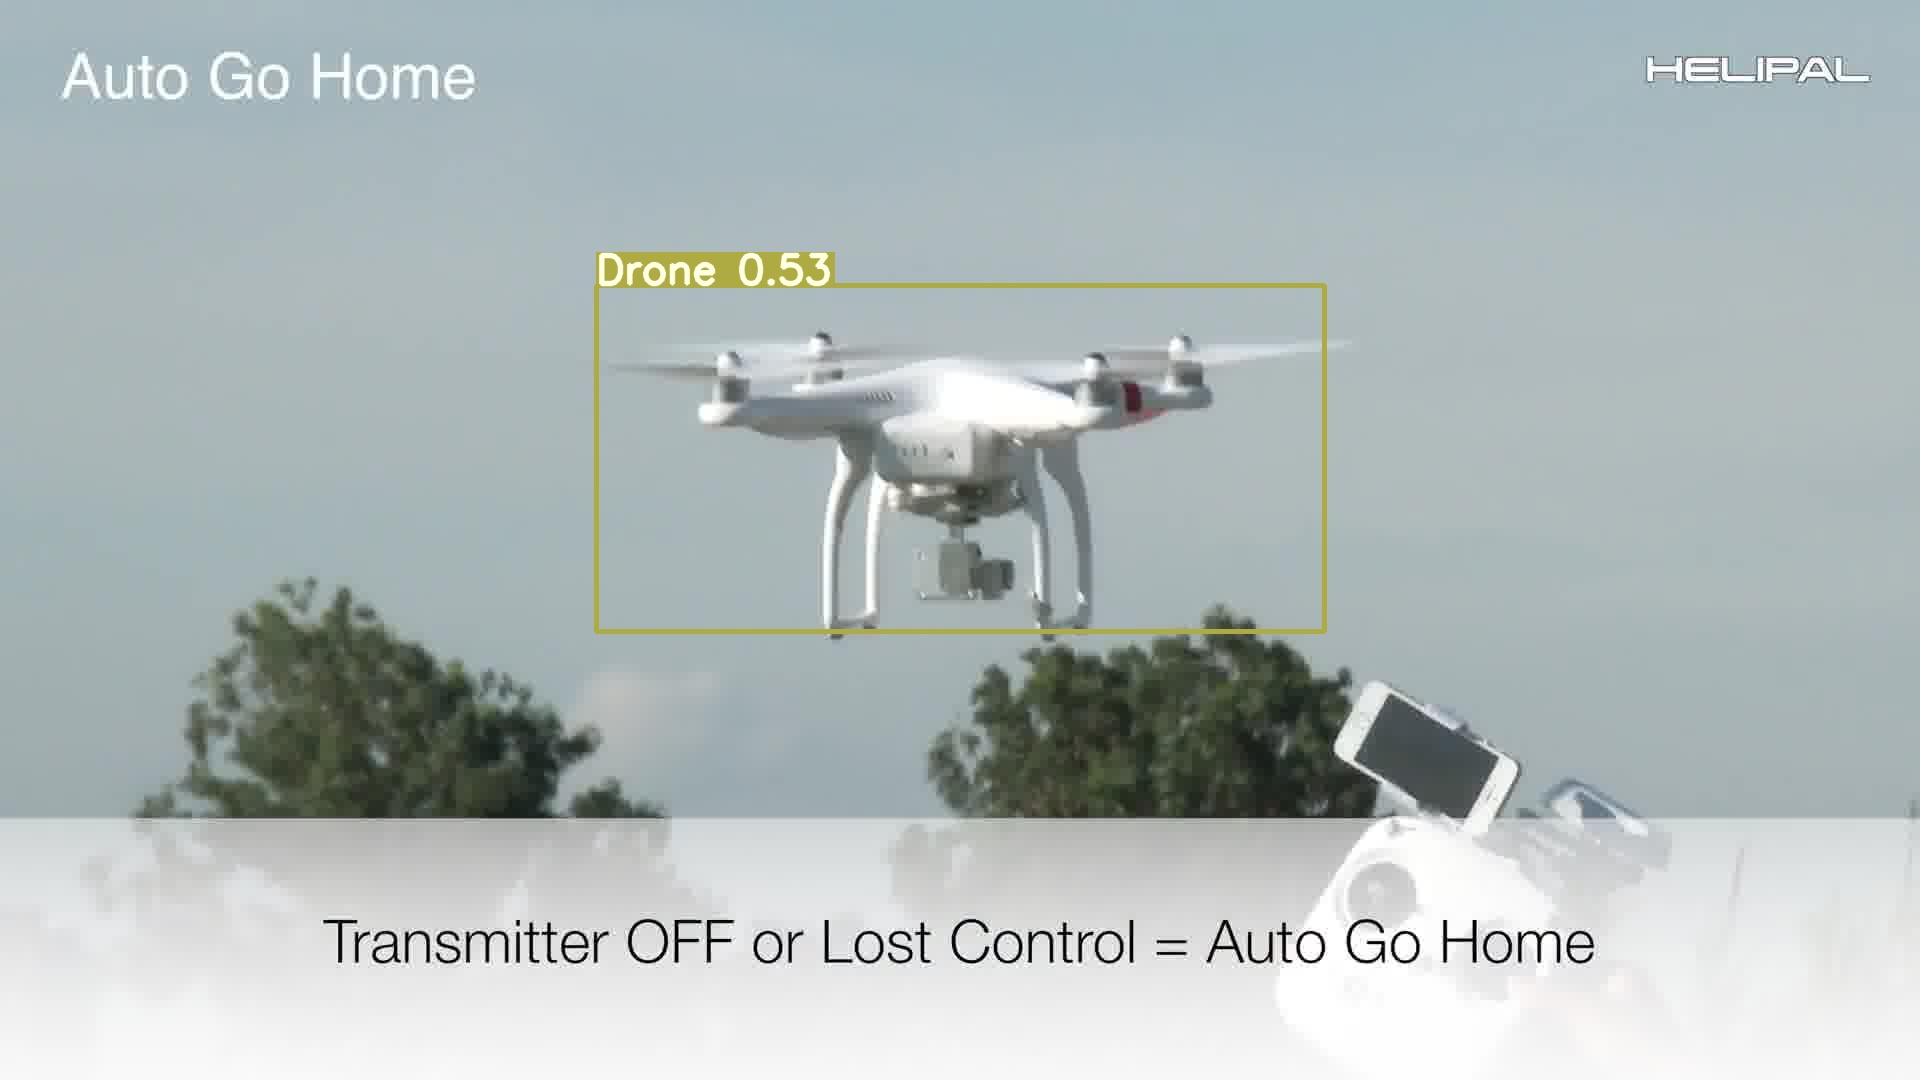 Auto Go Home
HELIPAL
Drone 0.53
Transmitter OFF or Lost Control = Auto Go Home